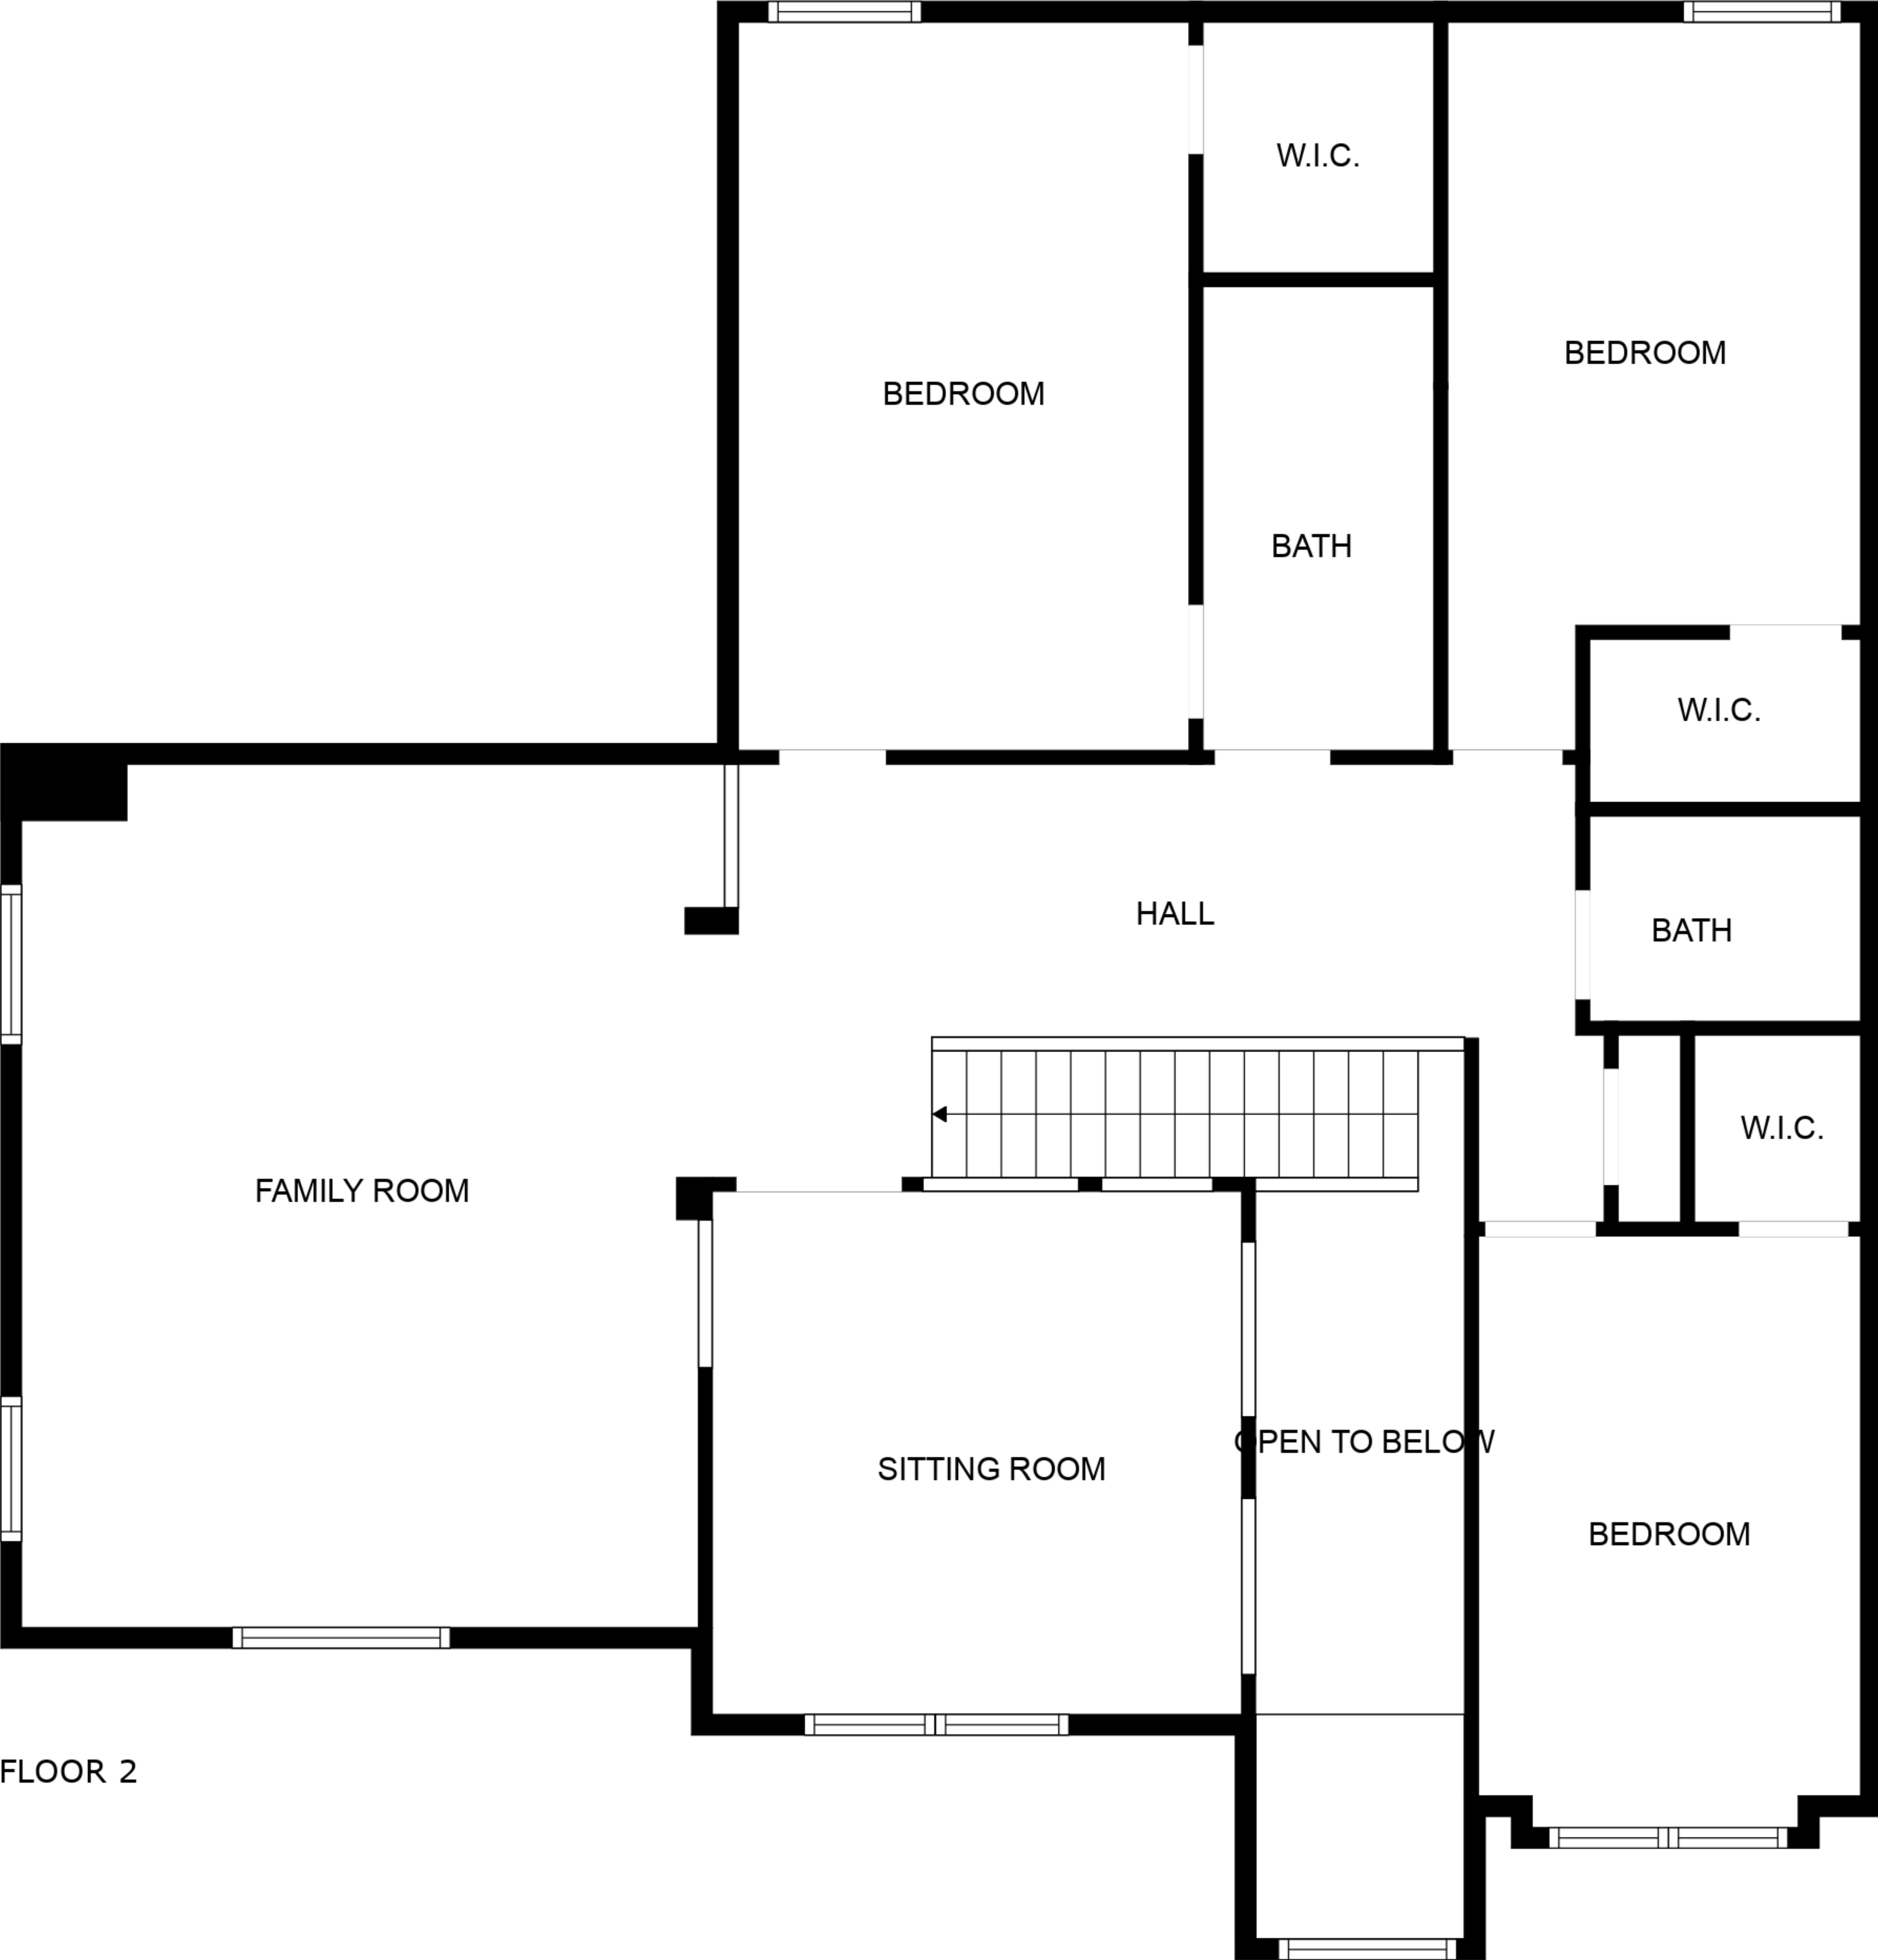 W.I.C.
BEDROOM
BEDROOM
BATH
W.I.C.
HALL
BATH
W.I.C.
FAMILY ROOM
OPEN TO BELOW
SITTING ROOM
BEDROOM
FLOOR 2